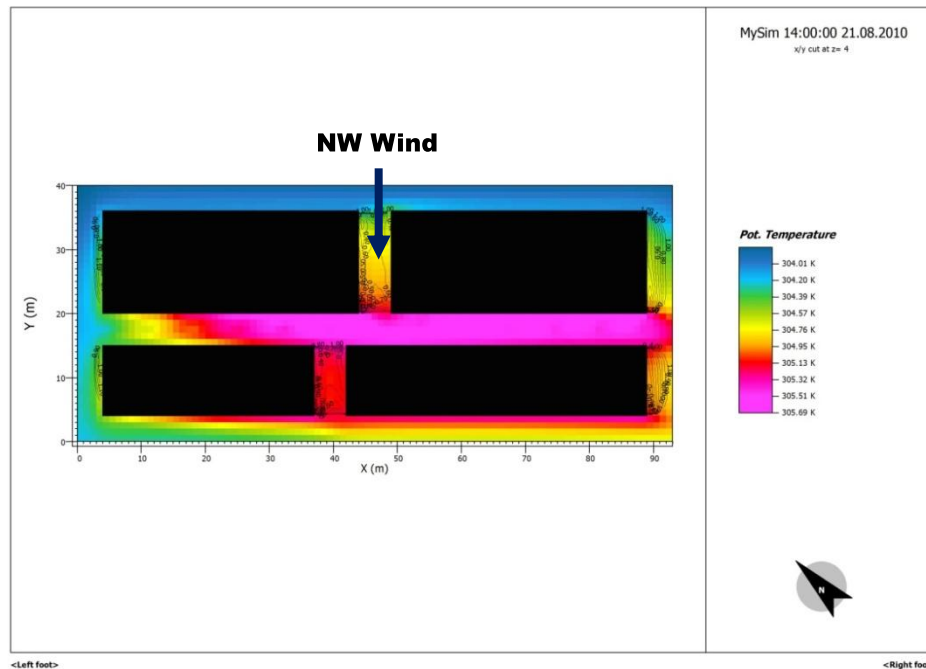 MySim 14:00:00 21.08.2010
x/y cut at z= 4
NW Wind
40
30
20
10
0
Y (m)
0 10 20 30 40 50 60 70 80 90
X (m)
Pot. Temperature
304.01 K
304.20 K
304.39 K
304.57 K
304.76 K
304.95 K
305.13 K
305.32 K
305.51 K
305.69 K
N
<Left foot>
<Right foo